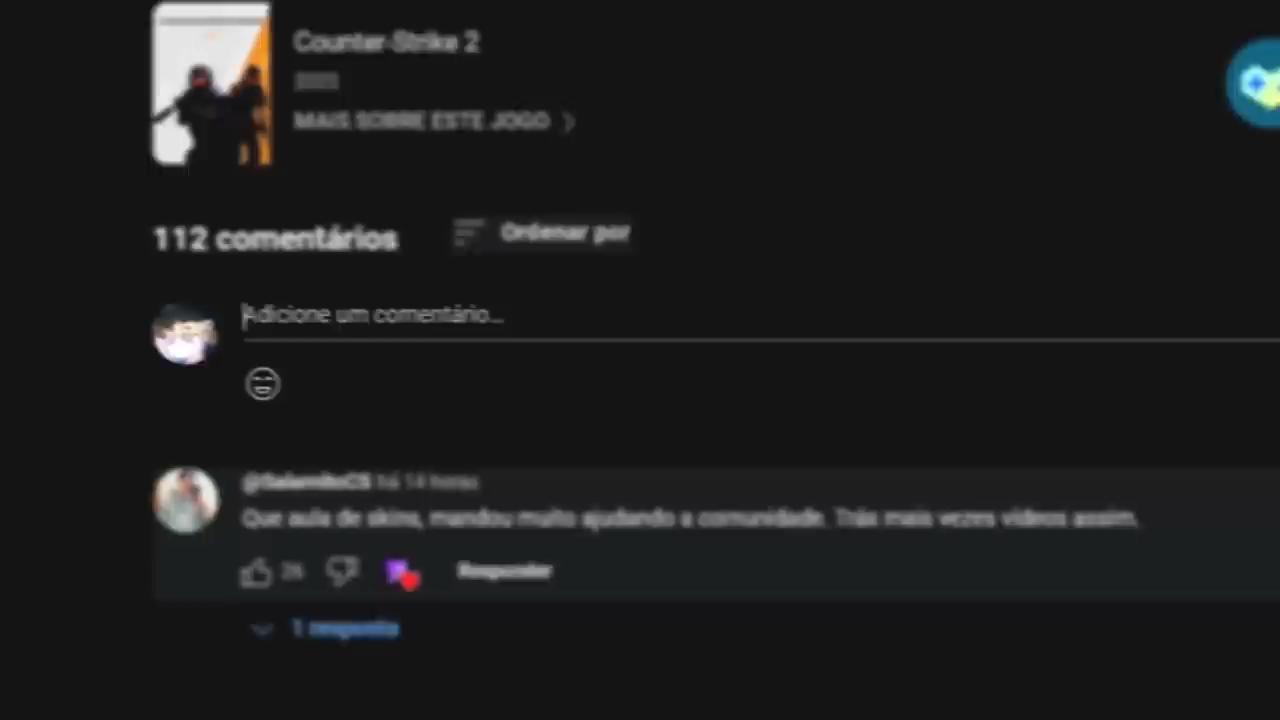 Counter-Strike 2
MAIS SOBRE ESTE JOGO
112 comentários
Ordenar por
Adicione um comentário...
há 14 horas
Que aula de skins, mandou muito ajudando a comunidade. Trás mais vezes vídeos assim.
Responder
1 resposta